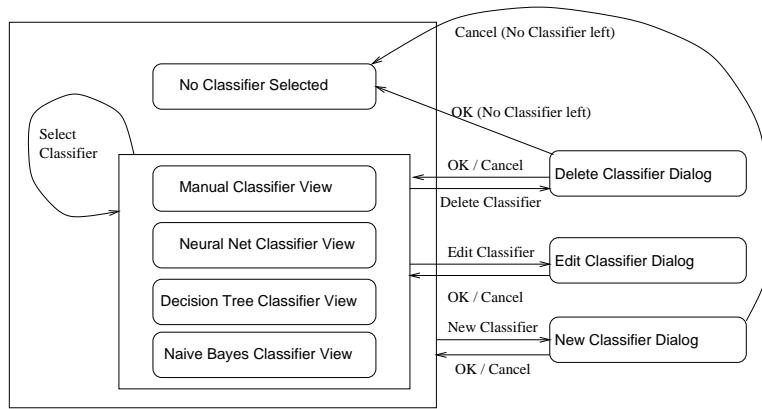 Cancel (No Classifier left)
No Classifier Selected
OK (No Classifier left)
Select
Classifier
OK / Cancel
Delete Classifier Dialog
Manual Classifier View
Delete Classifier
Neural Net Classifier View
Edit Classifier
Edit Classifier Dialog
OK / Cancel
Decision Tree Classifier View
New Classifier
New Classifier Dialog
Naive Bayes Classifier View
OK / Cancel